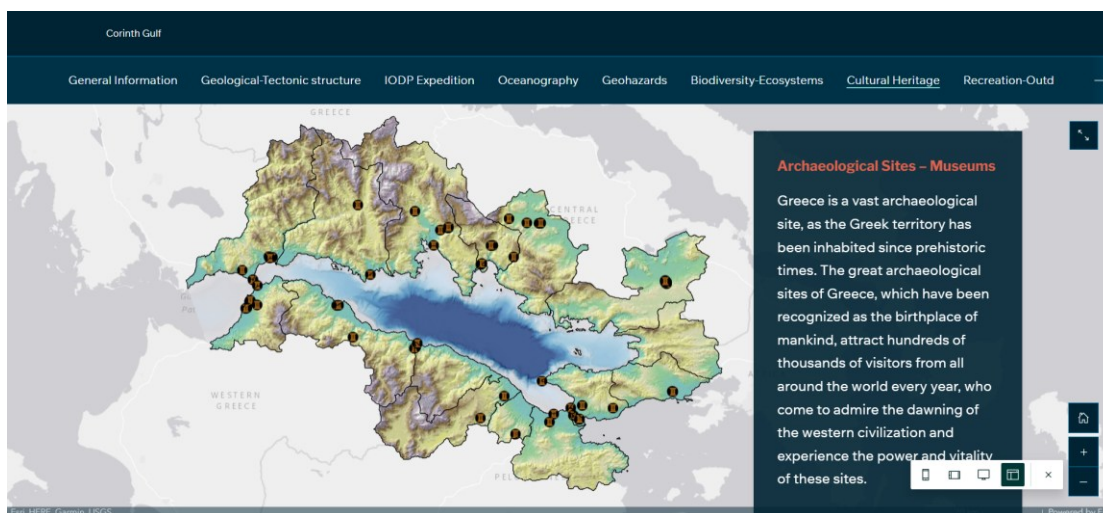 Corinth Gulf
General Information Geological-Tectonic structure IODP Expedition Oceanography Geohazards Biodiversity-Ecosystems Cultural Heritage Recreation-Outd
GREECE
CENTRAL
WESTERN
GREECE
Archaeological Sites – Museums
Greece is a vast archaeological
site, as the Greek territory has
been inhabited since prehistoric
times. The great archaeological
sites of Greece, which have been
recognized as the birthplace of
mankind, attract hundreds of
thousands of visitors from all
around the world every year, who
come to admire the dawning of
the western civilization and
experience the power and vitality
of these sites.
Esri, HERE, Garmin, USGS
Powered by E